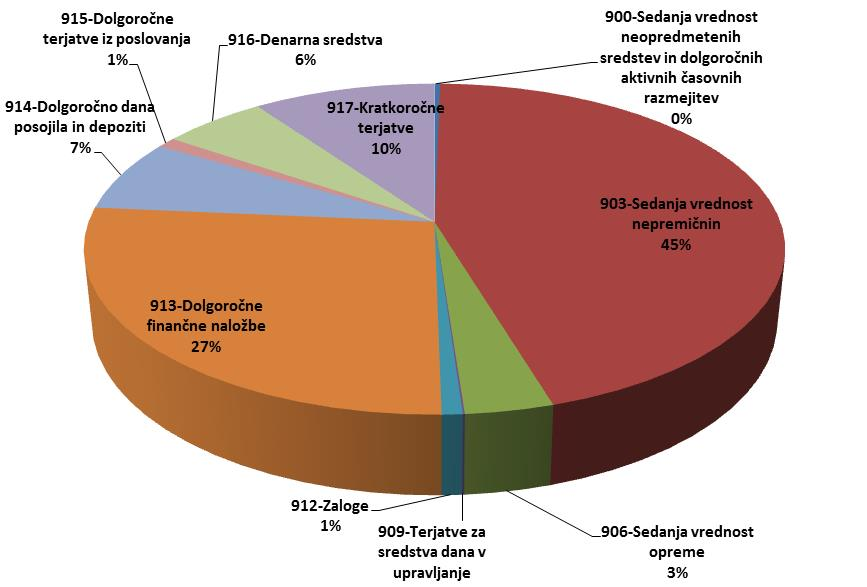 915-Dolgoročne
terjatve iz poslovanja
1%
916-Denarna sredstva
6%
900-Sedanja vrednost
neopredmetenih
sredstev in dolgoročnih
aktivnih časovnih
razmejitev
0%
914-Dolgoročno dana
posojila in depoziti
7%
917-Kratkoročne
terjatve
10%
903-Sedanja vrednost
nepremičnin
45%
913-Dolgoročne
finančne naložbe
27%
912-Zaloge
1%
909-Terjatve za
sredstva dana v
upravljanje
906-Sedanja vrednost
opreme
3%